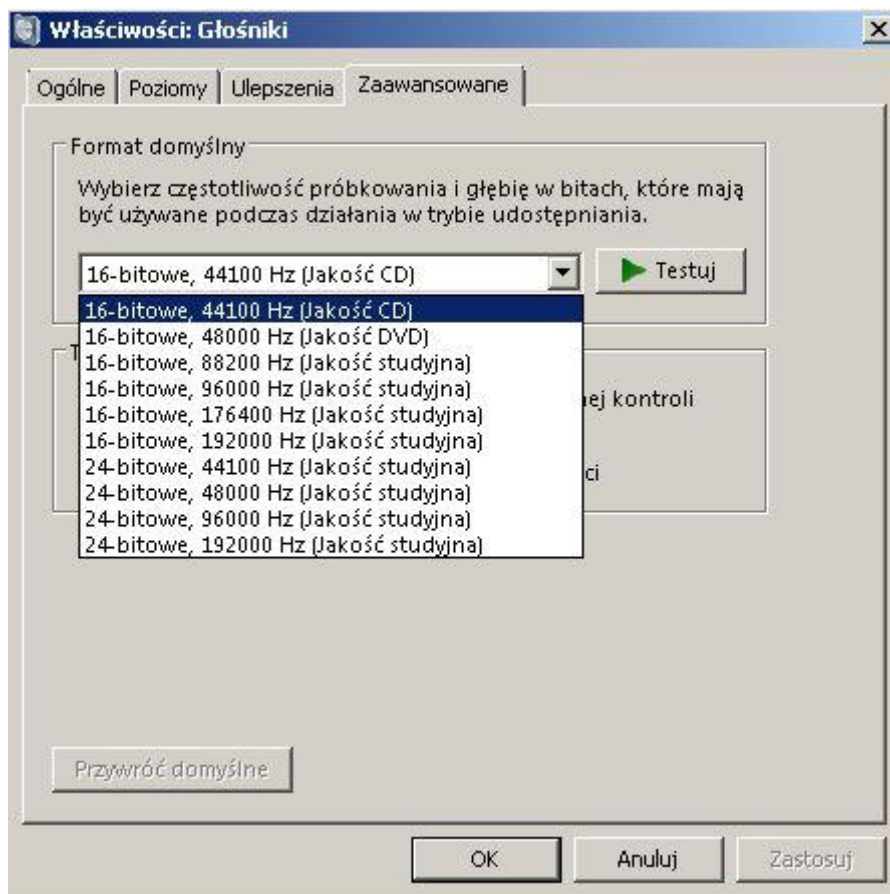 Właściwości: Głośniki
Ogólne Poziomy Ulepszenia Zaawansowane
Format domyślny
Wybierz częstotliwość próbkowania i głębię w bitach, które mają
być używane podczas działania w trybie udostępniania.
16-bitowe, 44100 Hz (Jakość CD)
Testuj
16-bitowe, 44100 Hz (Jakość CD)
16-bitowe, 48000 Hz (Jakość DVD)
16-bitowe, 88200 Hz (Jakość studyjna)
16-bitowe, 96000 Hz (Jakość studyjna)
16-bitowe, 176400 Hz (Jakość studyjna)
16-bitowe, 192000 Hz (Jakość studyjna)
24-bitowe, 44100 Hz (Jakość studyjna)
24-bitowe, 48000 Hz (Jakość studyjna)
24-bitowe, 96000 Hz (Jakość studyjna)
24-bitowe, 192000 Hz (Jakość studyjna)
kontroli
Przywróć domyślne
OK Anuluj Zastosuj